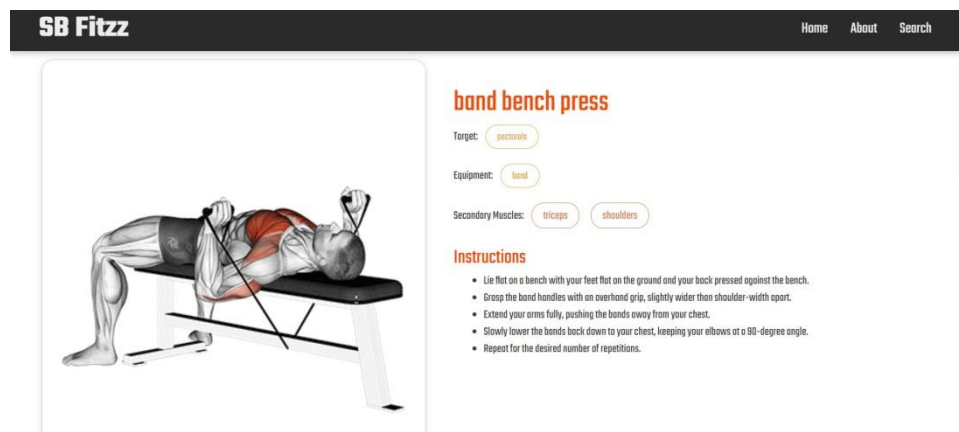 SB Fitzz
Home About Search
band bench press
Target: pectorals
Equipment: band
Secondary Muscles: triceps shoulders
Instructions
• Lie flat on a bench with your feet flat on the ground and your back pressed against the bench.
• Grasp the band handles with an overhand grip, slightly wider than shoulder-width apart.
• Extend your arms fully, pushing the bands away from your chest.
• Slowly lower the bands back down to your chest, keeping your elbows at a 90-degree angle.
• Repeat for the desired number of repetitions.